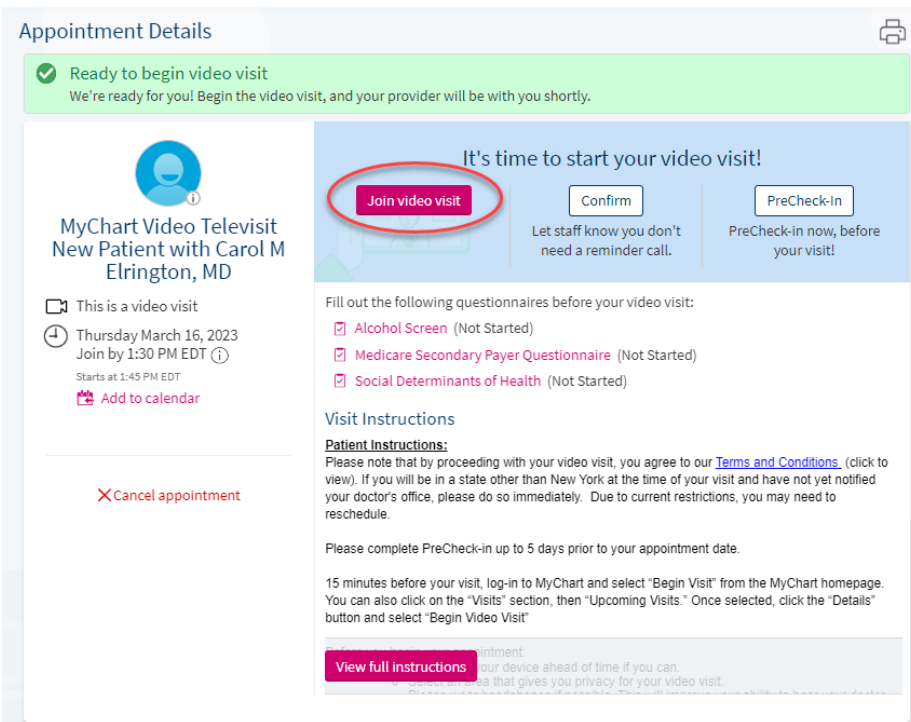 Appointment Details
Ready to begin video visit
We're ready for you! Begin the video visit, and your provider will be with you shortly.
MyChart Video Televisit
New Patient with Carol M
Elrington, MD
This is a video visit
Thursday March 16, 2023
Join by 1:30 PM EDT
Starts at 1:45 PM EDT
Add to calendar
Cancel appointment
It's time to start your video visit!
Join video visit
Confirm
Let staff know you don't
need a reminder call.
PreCheck-In
PreCheck-in now, before
your visit!
Fill out the following questionnaires before your video visit:
Alcohol Screen (Not Started)
Medicare Secondary Payer Questionnaire (Not Started)
Social Determinants of Health (Not Started)
Visit Instructions
Patient Instructions:
Please note that by proceeding with your video visit, you agree to our Terms and Conditions (click to
view). If you will be in a state other than New York at the time of your visit and have not yet notified
your doctor's office, please do so immediately. Due to current restrictions, you may need to
reschedule.
Please complete PreCheck-in up to 5 days prior to your appointment date.
15 minutes before your visit, log-in to MyChart and select “Begin Visit” from the MyChart homepage.
You can also click on the “Visits” section, then “Upcoming Visits.” Once selected, click the “Details”
button and select “Begin Video Visit”
your device ahead of time if you can.
Select an area that gives you privacy for your video visit.
View full instructions